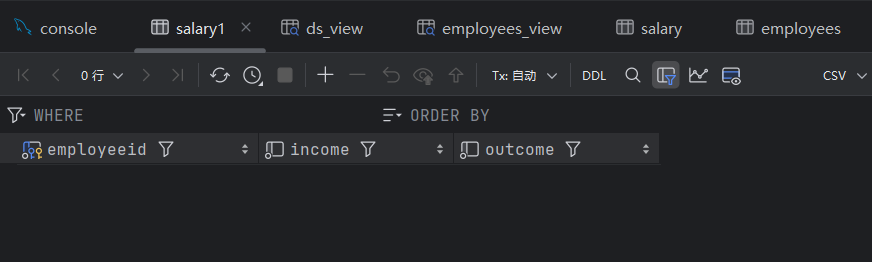 console salary1 ds_view employees_view salary employees
0 行 Tx: 自动 DDL CSV
WHERE ORDER BY
employeeid income outcome